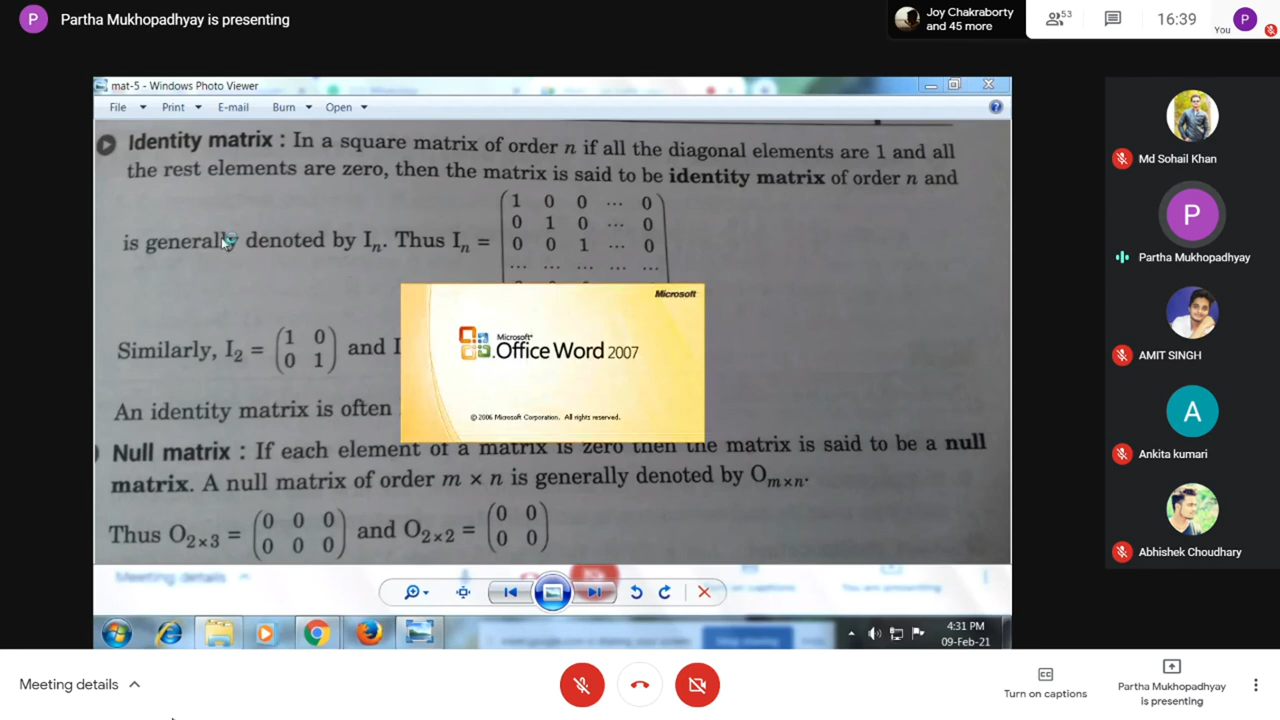 P Partha Mukhopadhyay is presenting
Joy Chakraborty
and 45 more
53
16:39
You
P
mat-5 - Windows Photo Viewer
File Print E-mail Burn Open
Identity matrix : In a square matrix of order n if all the diagonal elements are 1 and all
the rest elements are zero, then the matrix is said to be identity matrix of order n and
1 0 0 ... 0
0 1 0 ... 0
is generally denoted by Iₙ. Thus Iₙ =
0 0 1 ... 0
... ... ... ... ...
Microsoft
Microsoft®
Office Word 2007
Similarly, I₂ = (1 0
0 1) and I
© 2006 Microsoft Corporation. All rights reserved.
An identity matrix is often
Null matrix : If each element of a matrix is zero then the matrix is said to be a null
matrix. A null matrix of order m × n is generally denoted by Oₘₓₙ.
Thus O₂ₓ₃ = (0 0 0
0 0 0) and O₂ₓ₂ = (0 0
0 0)
Meeting details
4:31 PM
09-Feb-21
Md Sohail Khan
P
Partha Mukhopadhyay
AMIT SINGH
A
Ankita kumari
Abhishek Choudhary
Meeting details
CC
Turn on captions
Partha Mukhopadhyay
is presenting